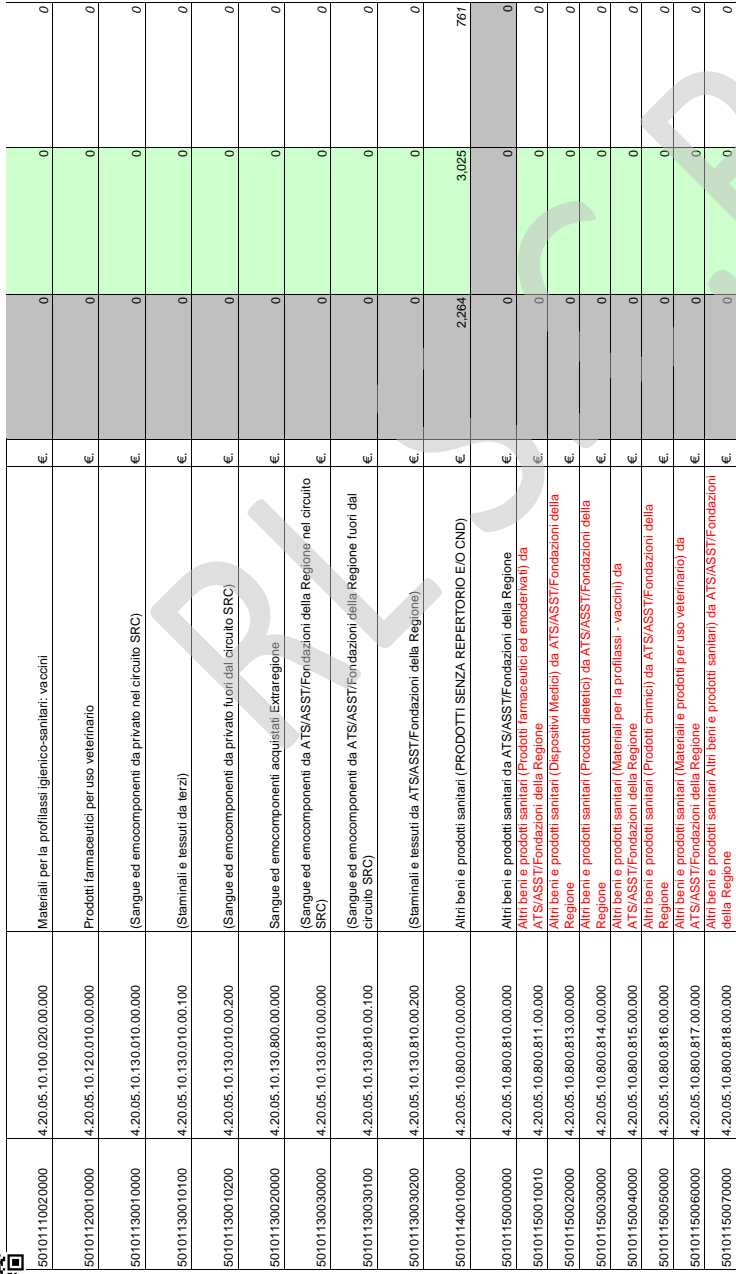 50101110020000 4.20.05.10.100.020.00.000 Materiali per la profilassi igienico-sanitari: vaccini €. 0 0 0
50101120010000 4.20.05.10.120.010.00.000 Prodotti farmaceutici per uso veterinario €. 0 0 0
50101130010000 4.20.05.10.130.010.00.000 (Sangue ed emocomponenti da privato nel circuito SRC) €. 0 0 0
50101130010100 4.20.05.10.130.010.00.100 (Staminali e tessuti da terzi) €. 0 0 0
50101130010200 4.20.05.10.130.010.00.200 (Sangue ed emocomponenti da privato fuori dal circuito SRC) €. 0 0 0
50101130020000 4.20.05.10.130.800.00.000 Sangue ed emocomponenti acquistati Extraregione €. 0 0 0
50101130030000 4.20.05.10.130.810.00.000 (Sangue ed emocomponenti da ATS/ASST/Fondazioni della Regione nel circuito
SRC) €. 0 0 0
50101130030100 4.20.05.10.130.810.00.100 (Sangue ed emocomponenti da ATS/ASST/Fondazioni della Regione fuori dal
circuito SRC) €. 0 0 0
50101130030200 4.20.05.10.130.810.00.200 (Staminali e tessuti da ATS/ASST/Fondazioni della Regione) €. 0 0 0
50101140010000 4.20.05.10.800.010.00.000 Altri beni e prodotti sanitari (PRODOTTI SENZA REPERTORIO E/O CND) €. 2,264 3,025 761
50101150000000 4.20.05.10.800.810.00.000 Altri beni e prodotti sanitari da ATS/ASST/Fondazioni della Regione €. 0 0 0
50101150010010 4.20.05.10.800.811.00.000 Altri beni e prodotti sanitari (Prodotti farmaceutici ed emoderivati) da
ATS/ASST/Fondazioni della Regione €. 0 0 0
50101150020000 4.20.05.10.800.813.00.000 Altri beni e prodotti sanitari (Dispositivi Medici) da ATS/ASST/Fondazioni della
Regione €. 0 0 0
50101150030000 4.20.05.10.800.814.00.000 Altri beni e prodotti sanitari (Prodotti dietetici) da ATS/ASST/Fondazioni della
Regione €. 0 0 0
50101150040000 4.20.05.10.800.815.00.000 Altri beni e prodotti sanitari (Materiali per la profilassi - vaccini) da
ATS/ASST/Fondazioni della Regione €. 0 0 0
50101150050000 4.20.05.10.800.816.00.000 Altri beni e prodotti sanitari (Prodotti chimici) da ATS/ASST/Fondazioni della
Regione €. 0 0 0
50101150060000 4.20.05.10.800.817.00.000 Altri beni e prodotti sanitari (Materiali e prodotti per uso veterinario) da
ATS/ASST/Fondazioni della Regione €. 0 0 0
50101150070000 4.20.05.10.800.818.00.000 Altri beni e prodotti sanitari Altri beni e prodotti sanitari) da ATS/ASST/Fondazioni
della Regione €. 0 0 0